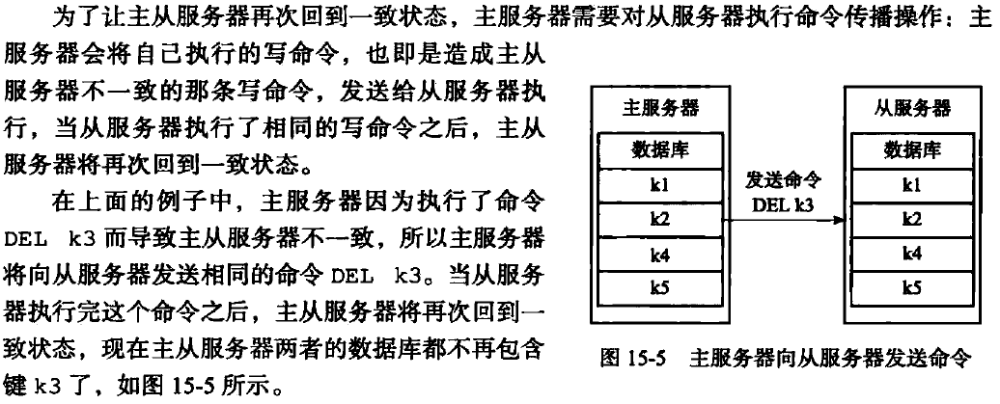 为了让主从服务器再次回到一致状态，主服务器需要对从服务器执行命令传播操作：主
服务器会将自己执行的写命令，也即是造成主从
服务器不一致的那条写命令，发送给从服务器执
行，当从服务器执行了相同的写命令之后，主从
服务器将再次回到一致状态。
在上面的例子中，主服务器因为执行了命令
DEL k3 而导致主从服务器不一致，所以主服务器
将向从服务器发送相同的命令 DEL k3。当从服务
器执行完这个命令之后，主从服务器将再次回到一
致状态，现在主从服务器两者的数据库都不再包含
键 k3 了，如图 15-5 所示。
主服务器
数据库
k1
k2
k4
k5
发送命令
DEL k3
从服务器
数据库
k1
k2
k4
k5
图 15-5 主服务器向从服务器发送命令